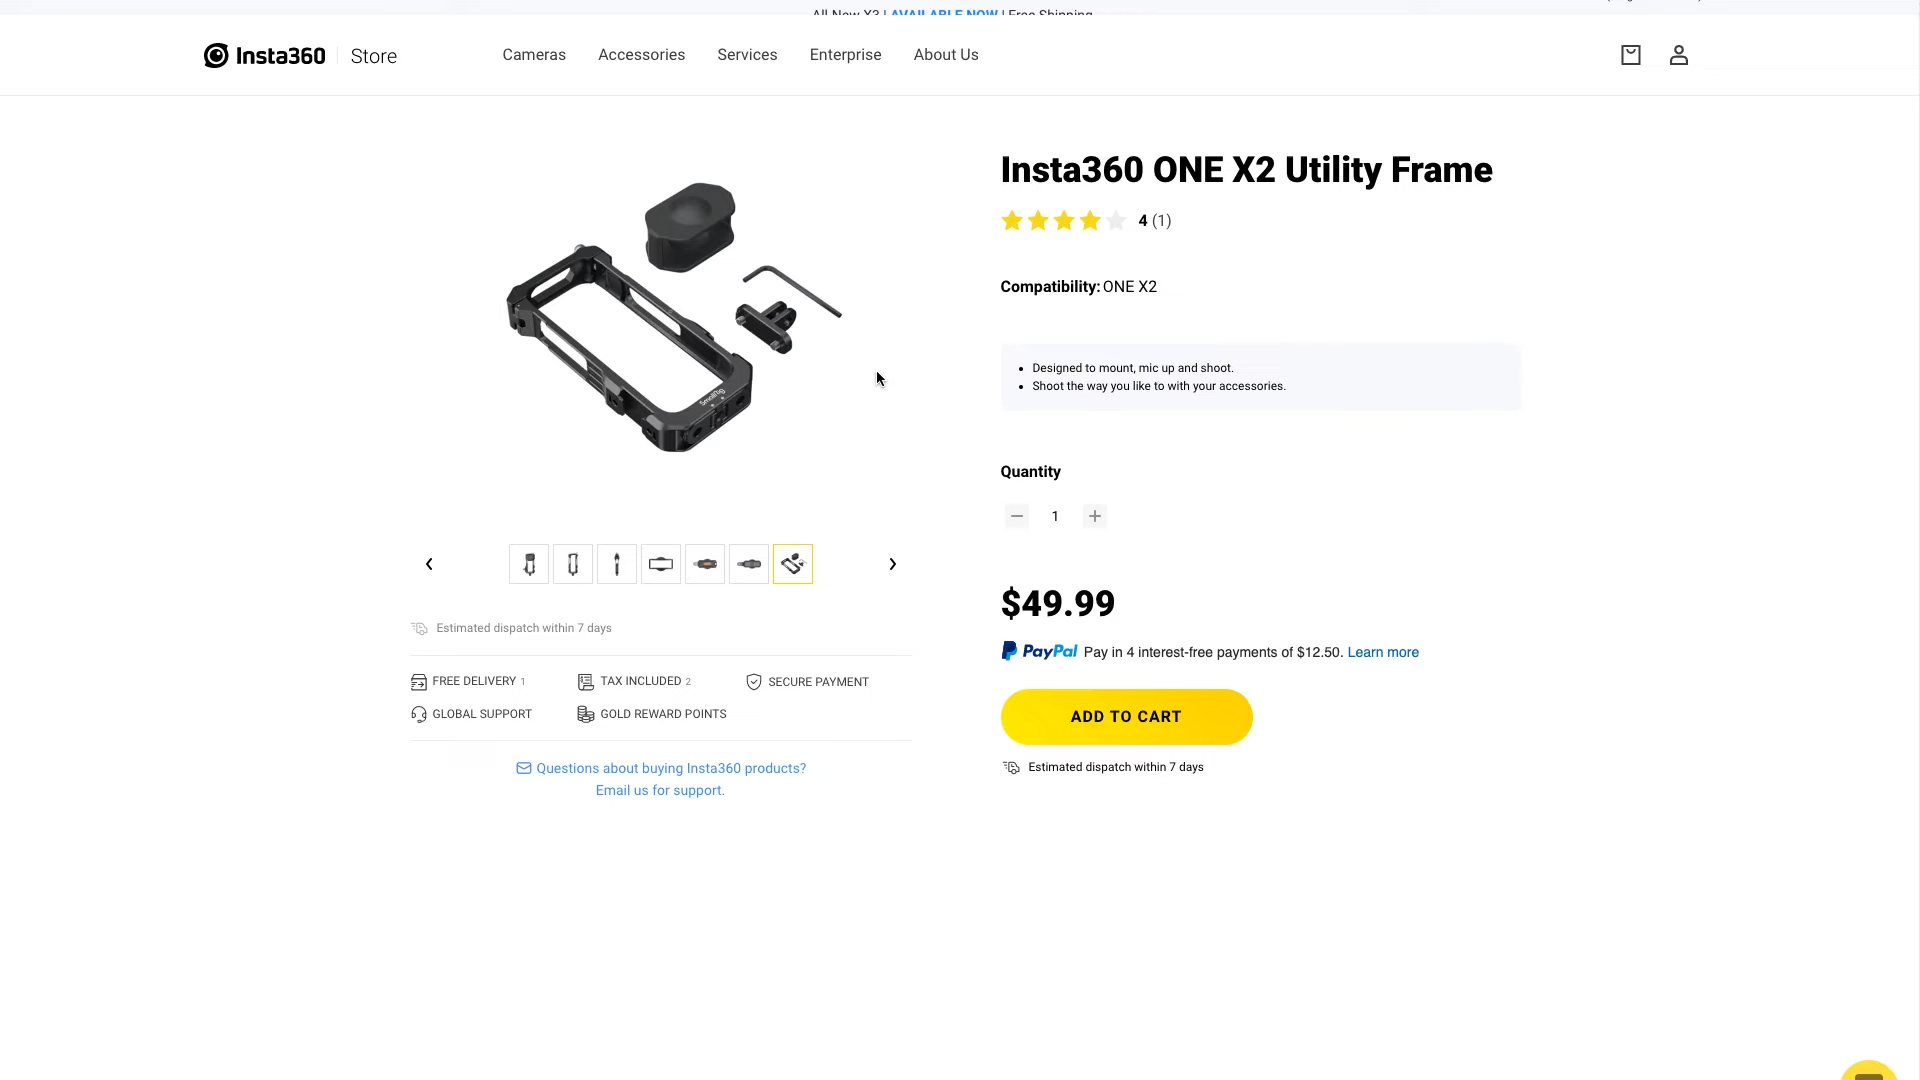 All New X3 | AVAILABLE NOW | Free Shipping
Insta360 | Store
Cameras
Accessories
Services
Enterprise
About Us
Insta360 ONE X2 Utility Frame
4 (1)
Compatibility: ONE X2
Designed to mount, mic up and shoot.
Shoot the way you like to with your accessories.
SmallRig
Quantity
1
$49.99
PayPal Pay in 4 interest-free payments of $12.50. Learn more
ADD TO CART
Estimated dispatch within 7 days
Estimated dispatch within 7 days
FREE DELIVERY 1
TAX INCLUDED 2
SECURE PAYMENT
GLOBAL SUPPORT
GOLD REWARD POINTS
Questions about buying Insta360 products?
Email us for support.